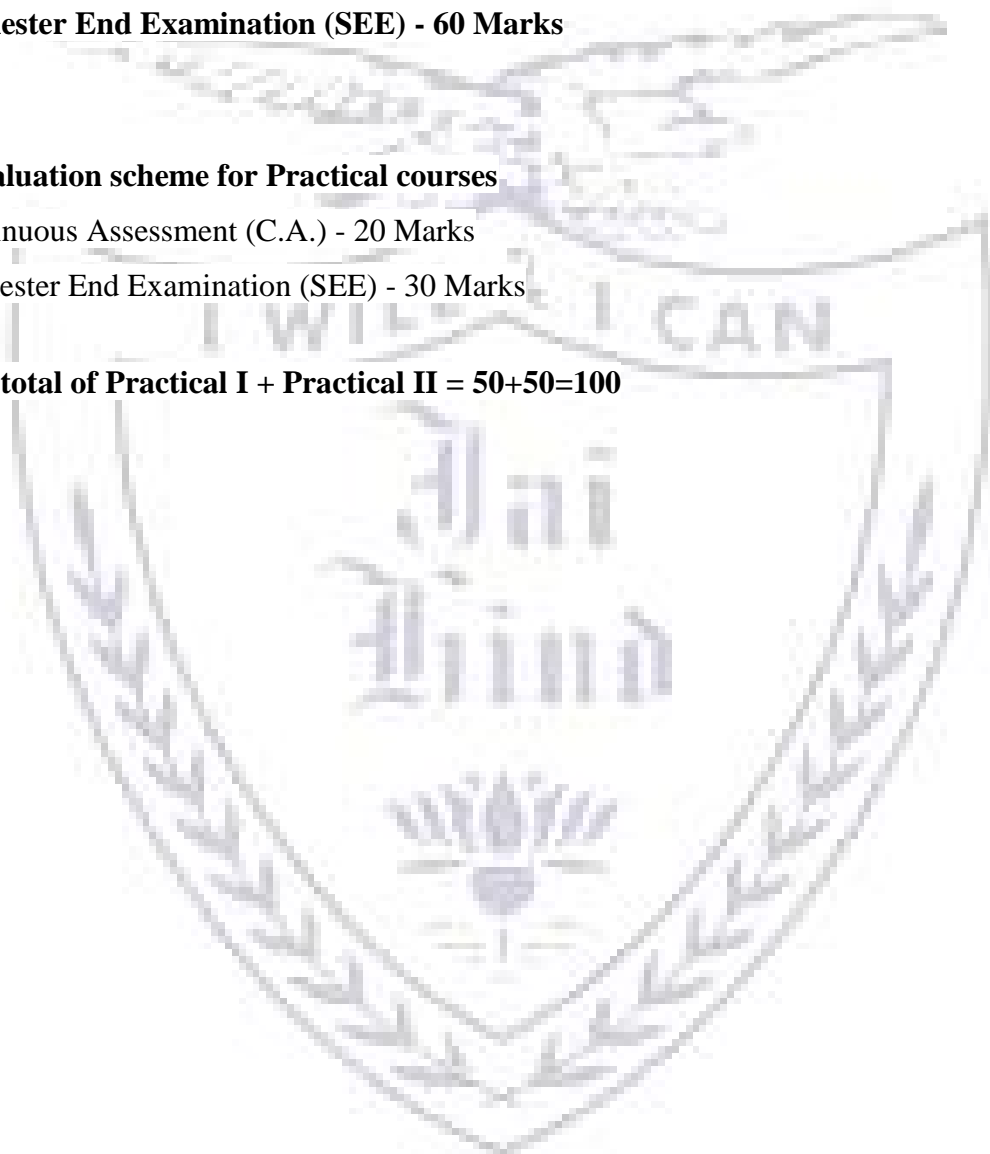 ester End Examination (SEE) - 60 Marks
aluation scheme for Practical courses
inuous Assessment (C.A.) - 20 Marks
ester End Examination (SEE) - 30 Marks
I WILL I CAN
total of Practical I + Practical II = 50+50=100
Jai
Hind